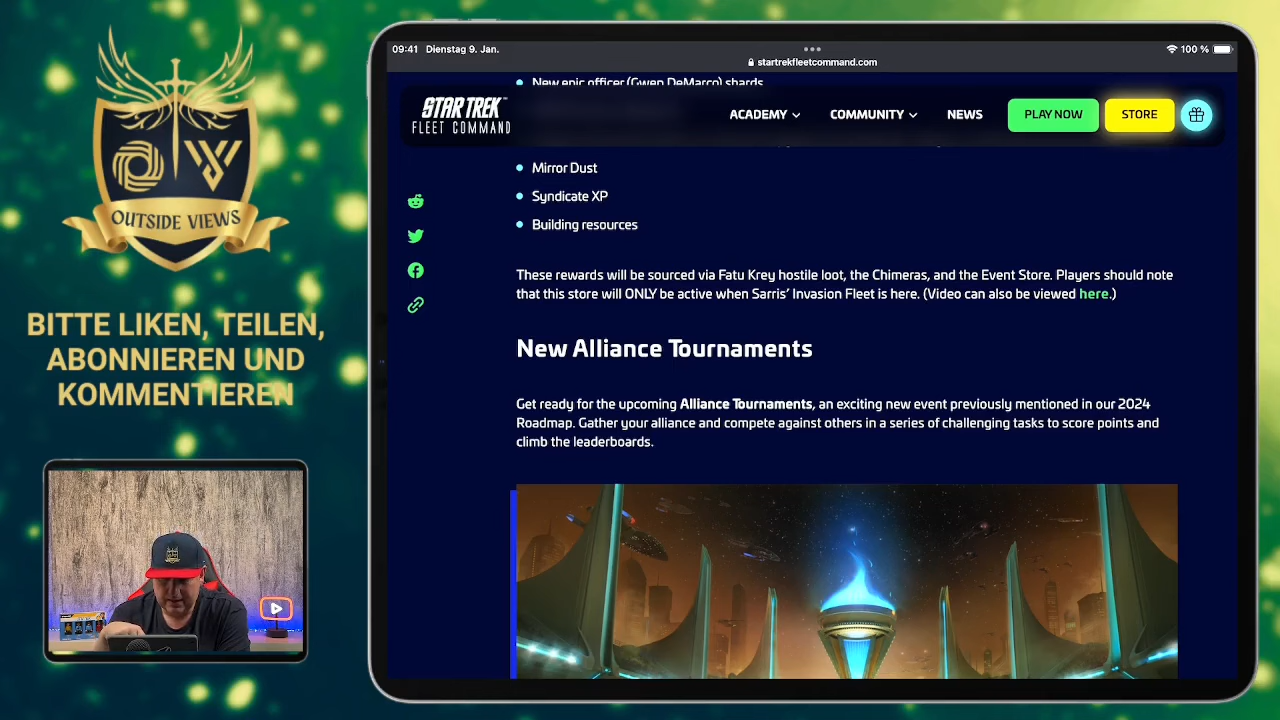 OUTSIDE VIEWS
BITTE LIKEN, TEILEN,
ABONNIEREN UND
KOMMENTIEREN
09:41 Dienstag 9. Jan.
100 %
startrekfleetcommand.com
New epic officer (Gwen DeMarco) shards
STAR TREK™
FLEET COMMAND
ACADEMY
COMMUNITY
NEWS
PLAY NOW
STORE
Mirror Dust
Syndicate XP
Building resources
These rewards will be sourced via Fatu Krey hostile loot, the Chimeras, and the Event Store. Players should note
that this store will ONLY be active when Sarris’ Invasion Fleet is here. (Video can also be viewed here.)
New Alliance Tournaments
Get ready for the upcoming Alliance Tournaments, an exciting new event previously mentioned in our 2024
Roadmap. Gather your alliance and compete against others in a series of challenging tasks to score points and
climb the leaderboards.